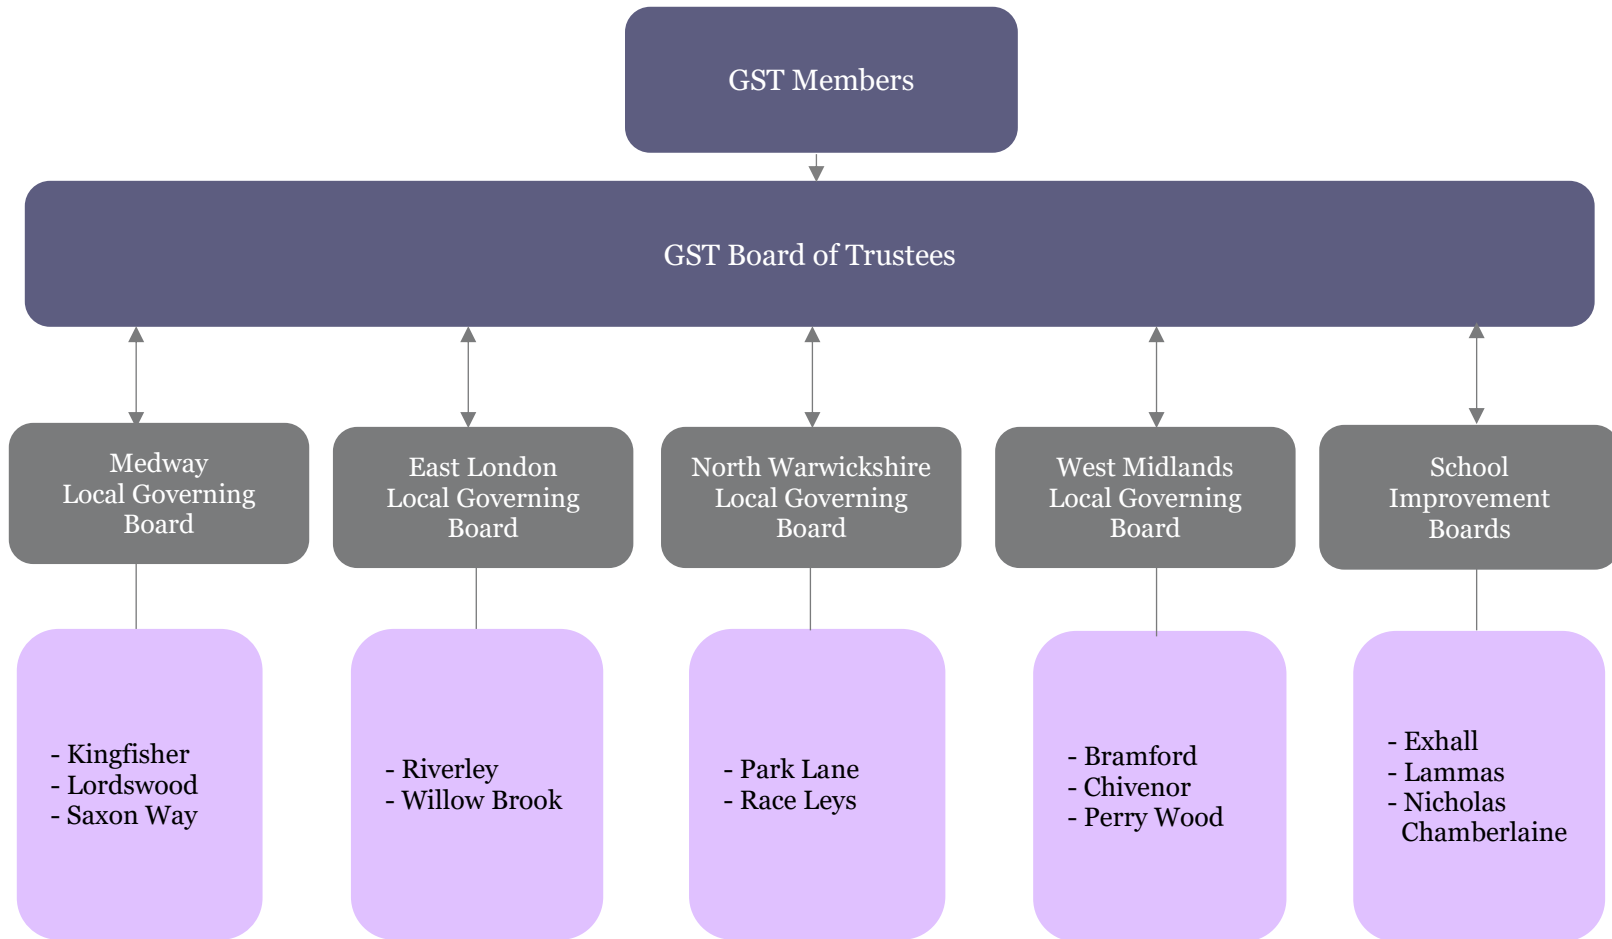 GST Members
GST Board of Trustees
Medway
Local Governing
Board
East London
Local Governing
Board
North Warwickshire
Local Governing
Board
West Midlands
Local Governing
Board
School
Improvement
Boards
- Kingfisher
- Lordswood
- Saxon Way
- Riverley
- Willow Brook
- Park Lane
- Race Leys
- Bramford
- Chivenor
- Perry Wood
- Exhall
- Lammas
- Nicholas
Chamberlaine